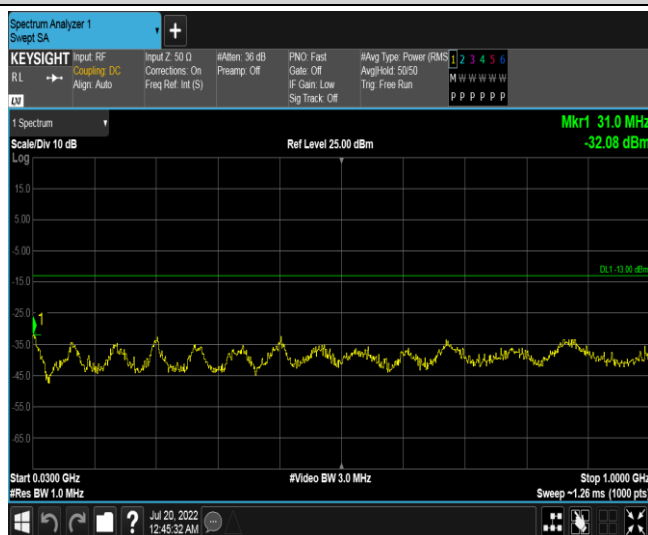 Spectrum Analyzer 1
Swept SA
+
KEYSIGHT
RL
LXI
Input: RF
Coupling: DC
Align: Auto
Input Z: 50 Ω
Corrections: On
Freq Ref: Int (S)
#Atten: 36 dB
Preamp: Off
PNO: Fast
Gate: Off
IF Gain: Low
Sig Track: Off
#Avg Type: Power (RMS
Avg|Hold: 50/50
Trig: Free Run
1 2 3 4 5 6
M W W W W W
P P P P P P
1 Spectrum
Scale/Div 10 dB
Ref Level 25.00 dBm
Mkr1 31.0 MHz
-32.08 dBm
Log
15.0
5.00
-5.00
-15.0
-25.0
-35.0
-45.0
-55.0
-65.0
DL1 -13.00 dBm
1
Start 0.0300 GHz
#Video BW 3.0 MHz
Stop 1.0000 GHz
#Res BW 1.0 MHz
Sweep ~1.26 ms (1000 pts)
?
Jul 20, 2022
12:45:32 AM